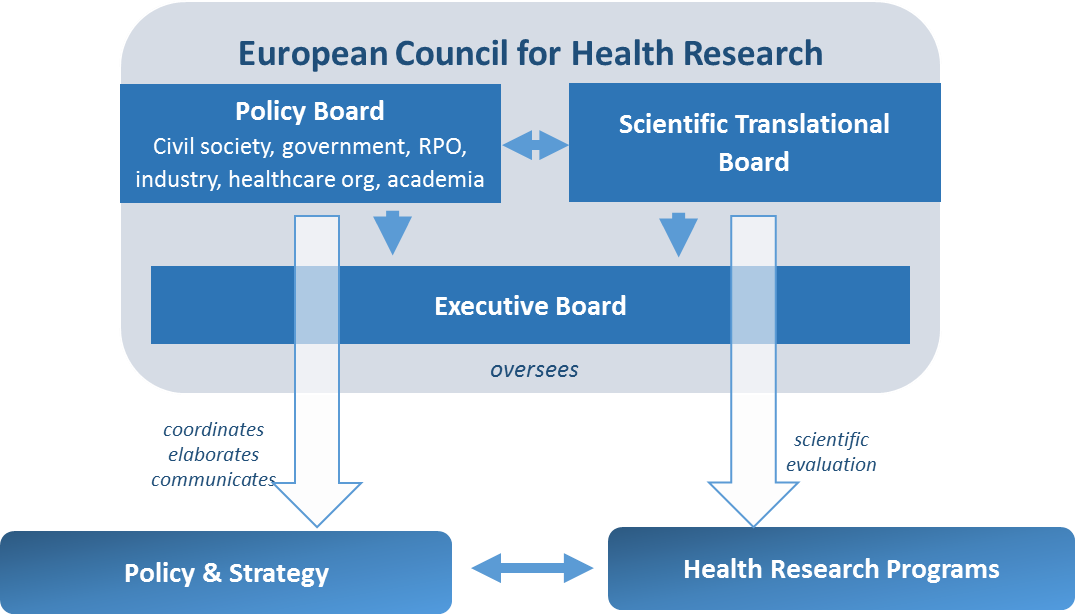 European Council for Health Research
Policy Board
Civil society, government, RPO,
industry, healthcare org, academia
Scientific Translational
Board
Executive Board
oversees
coordinates
elaborates
communicates
scientific
evaluation
Policy & Strategy
Health Research Programs